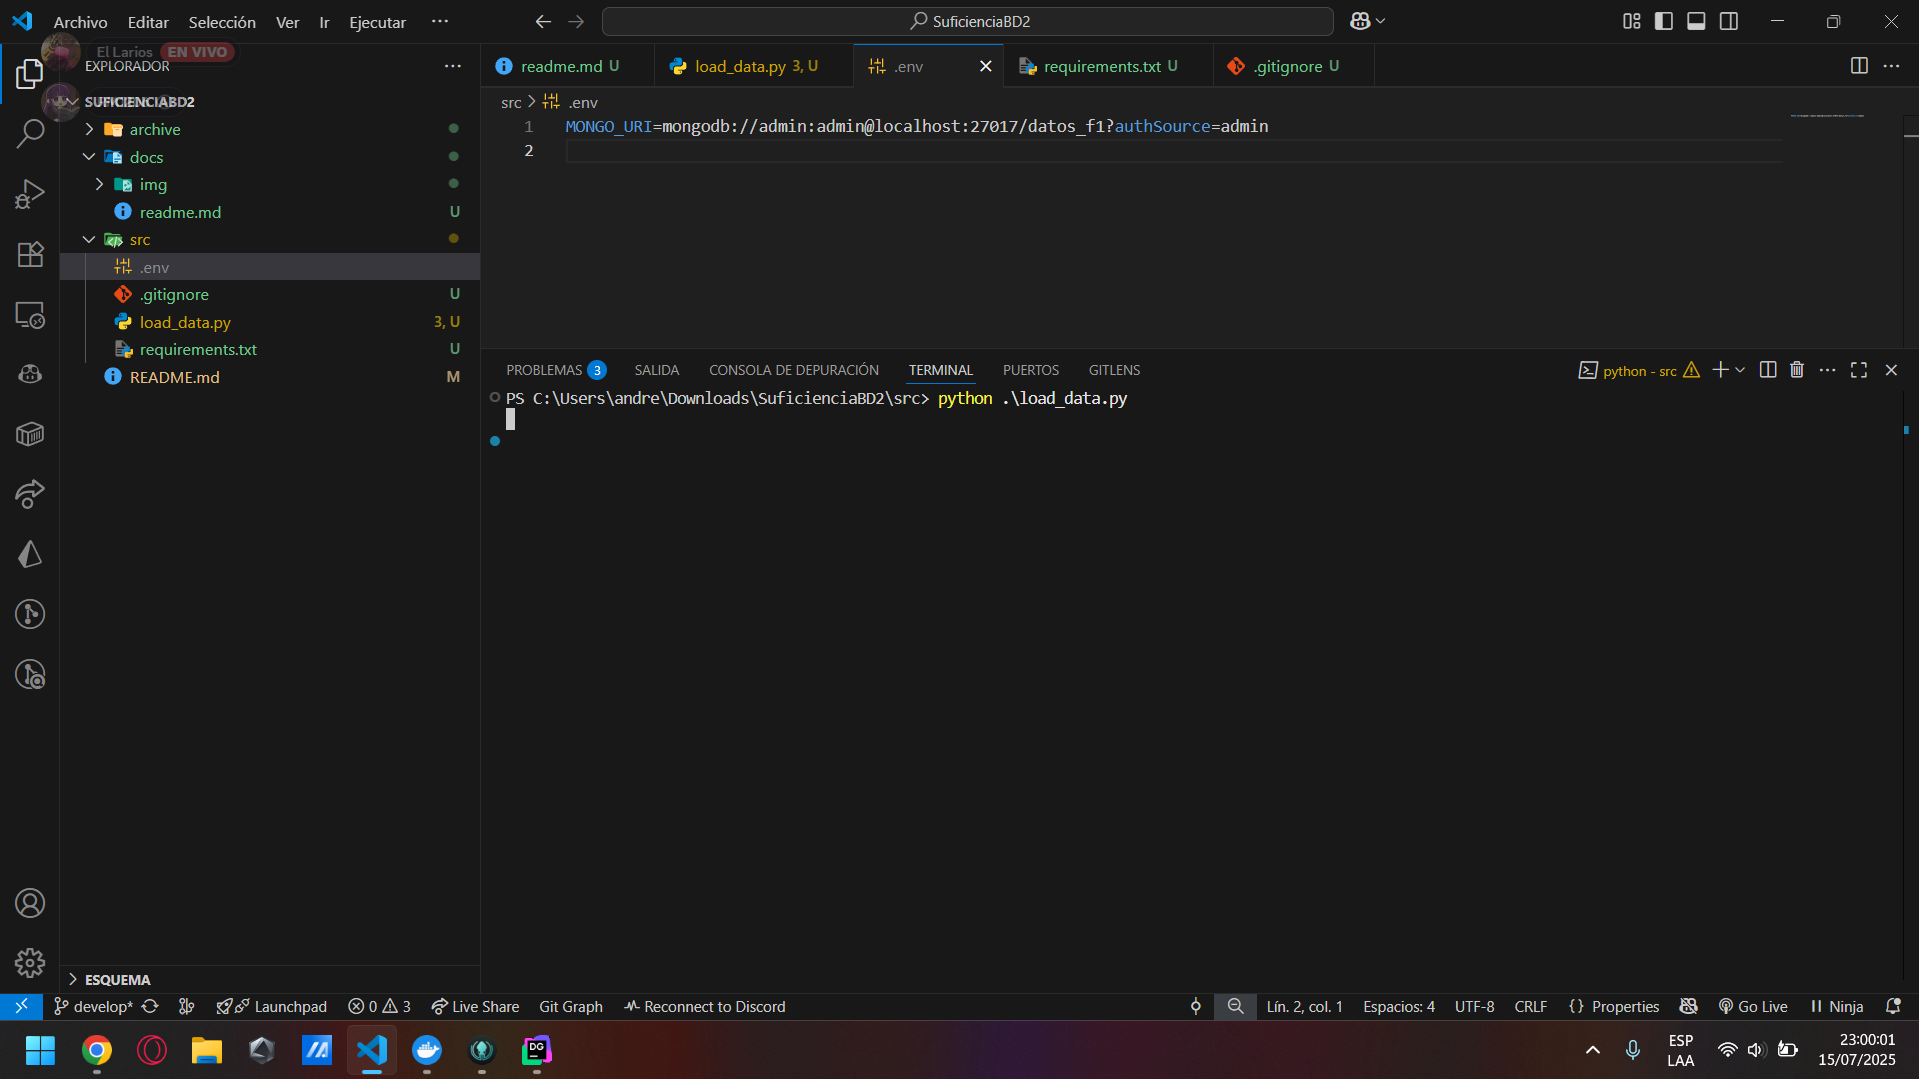 Archivo Editar Selección Ver Ir Ejecutar ··· SuficienciaBD2
El Larios EN VIVO
EXPLORADOR ···
SUFICIENCIABD2
archive
docs
img
readme.md U
src
.env
.gitignore U
load_data.py 3, U
requirements.txt U
README.md M
ESQUEMA
readme.md U load_data.py 3, U .env requirements.txt U .gitignore U
src > .env
1 MONGO_URI=mongodb://admin:admin@localhost:27017/datos_f1?authSource=admin
2
PROBLEMAS 3 SALIDA CONSOLA DE DEPURACIÓN TERMINAL PUERTOS GITLENS python - src
PS C:\Users\andre\Downloads\SuficienciaBD2\src> python .\load_data.py
develop* Launchpad 0 3 Live Share Git Graph Reconnect to Discord Lín. 2, col. 1 Espacios: 4 UTF-8 CRLF {} Properties Go Live Ninja
DG
ESP
LAA
23:00:01
15/07/2025